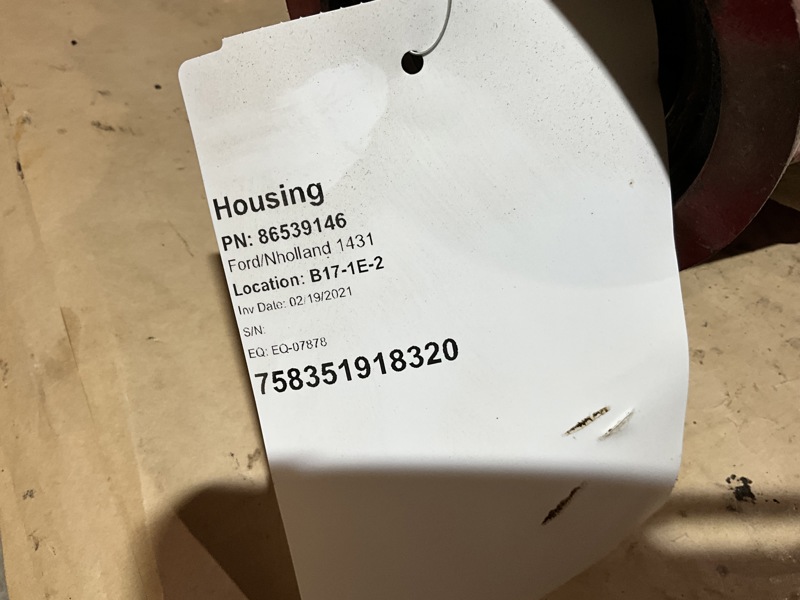 Housing
PN: 86539146
Ford/Nholland 1431
Location: B17-1E-2
Inv Date: 02/19/2021
S/N:
EQ: EQ-07878
758351918320